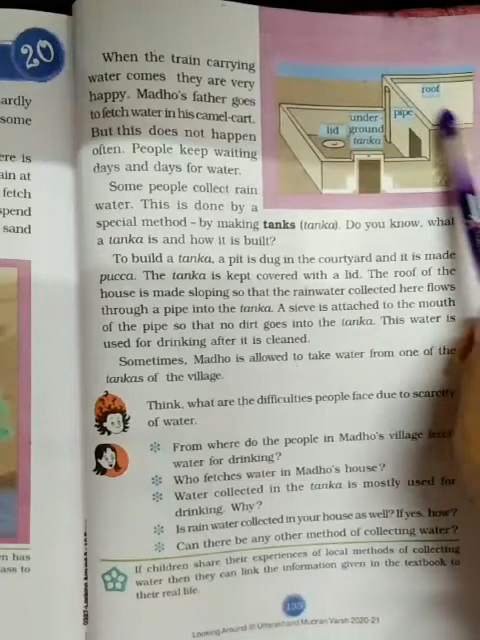 20
ardly
some
ere is
ain at
fetch
spend
sand
en has
ass to
When the train carrying
water comes they are very
happy. Madho's father goes
to fetch water in his camel-cart.
But this does not happen
often. People keep waiting
days and days for water.
roof
pipe
under-
ground
tanka
lid
Some people collect rain
water. This is done by a
special method – by making tanks (tanka). Do you know, what
a tanka is and how it is built?
To build a tanka, a pit is dug in the courtyard and it is made
pucca. The tanka is kept covered with a lid. The roof of the
house is made sloping so that the rainwater collected here flows
through a pipe into the tanka. A sieve is attached to the mouth
of the pipe so that no dirt goes into the tanka. This water is
used for drinking after it is cleaned.
Sometimes, Madho is allowed to take water from one of the
tankas of the village.
Think, what are the difficulties people face due to scarcity
of water.
❊ From where do the people in Madho's village
water for drinking?
❊ Who fetches water in Madho's house?
❊ Water collected in the tanka is mostly used for
drinking. Why?
❊ Is rain water collected in your house as well? If yes, how?
❊ Can there be any other method of collecting water?
If children share their experiences of local methods of collecting
water then they can link the information given in the textbook to
their real life.
135
Looking Around III Uttarakhand Mudran Varsh 2020-21